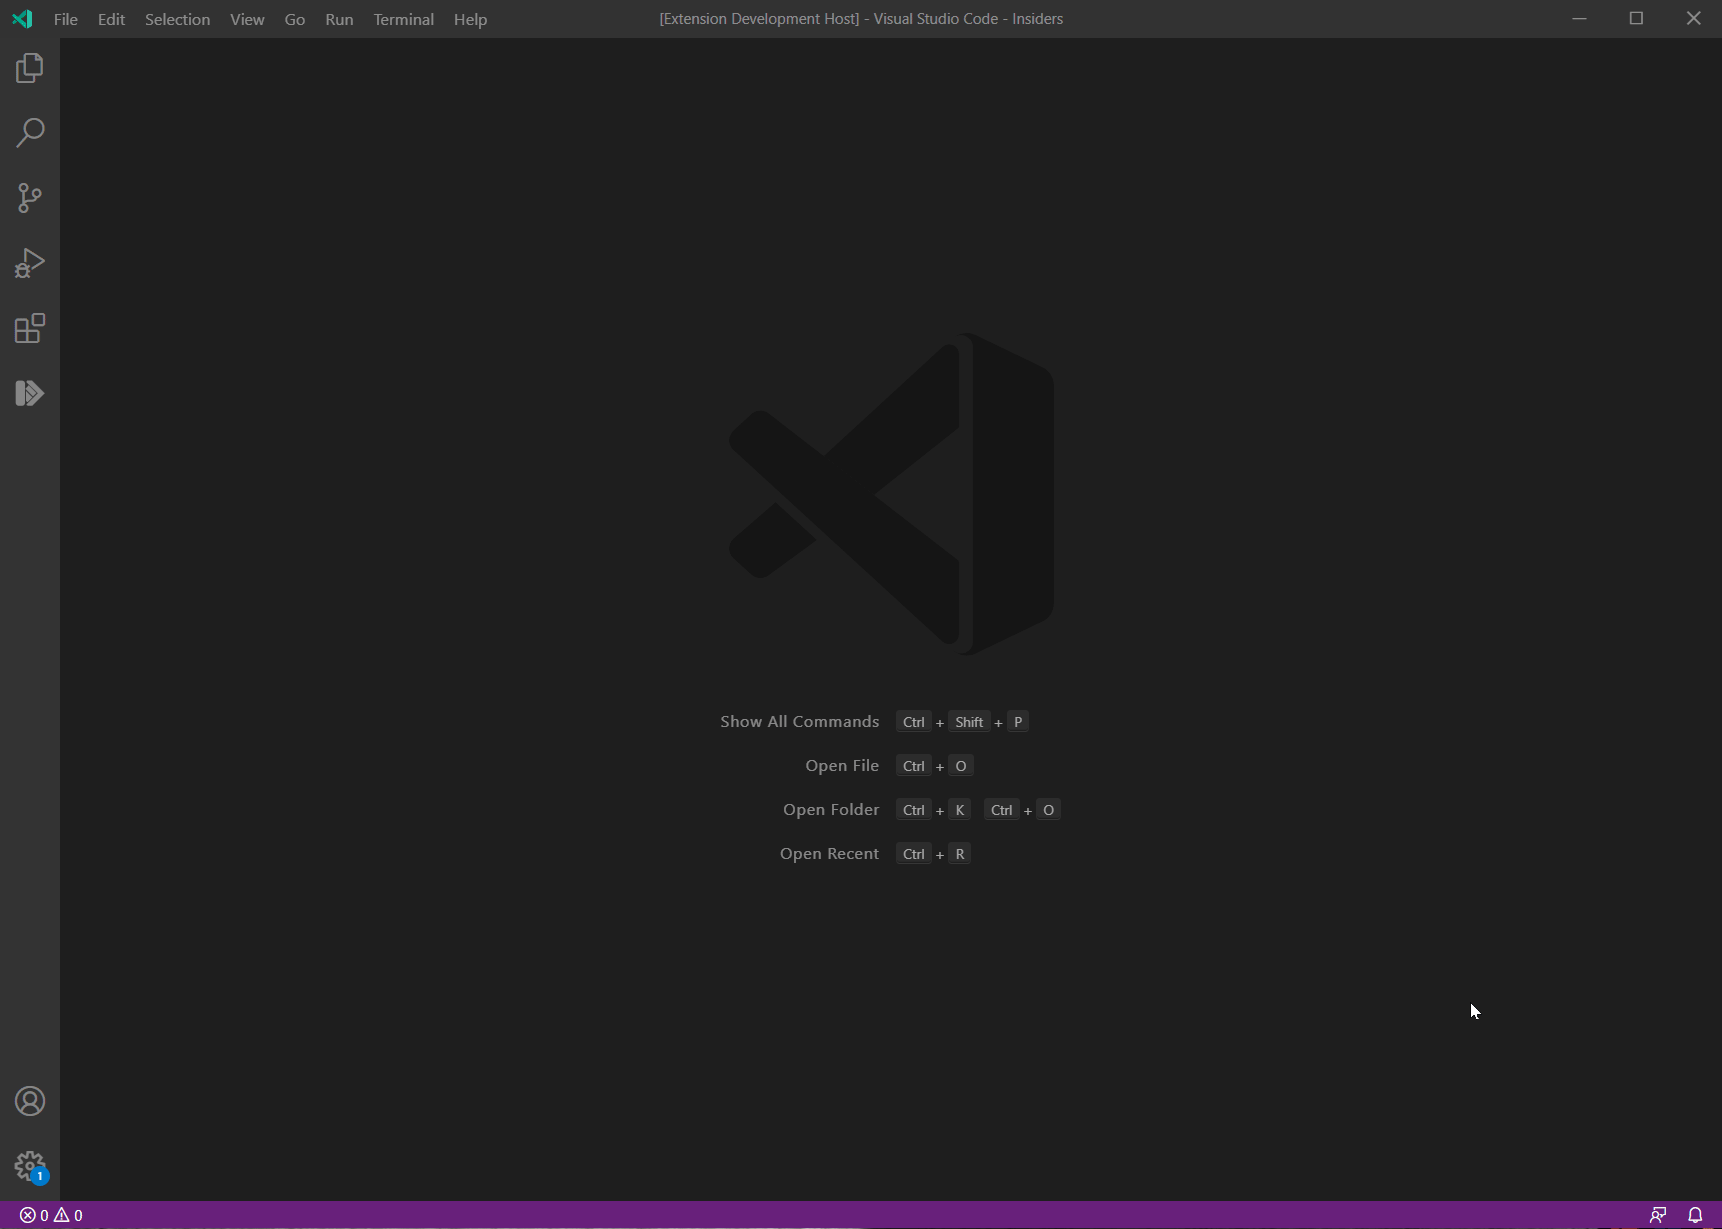 File Edit Selection View Go Run Terminal Help [Extension Development Host] - Visual Studio Code - Insiders
Show All Commands Ctrl + Shift + P
Open File Ctrl + O
Open Folder Ctrl + K Ctrl + O
Open Recent Ctrl + R
1
0 0